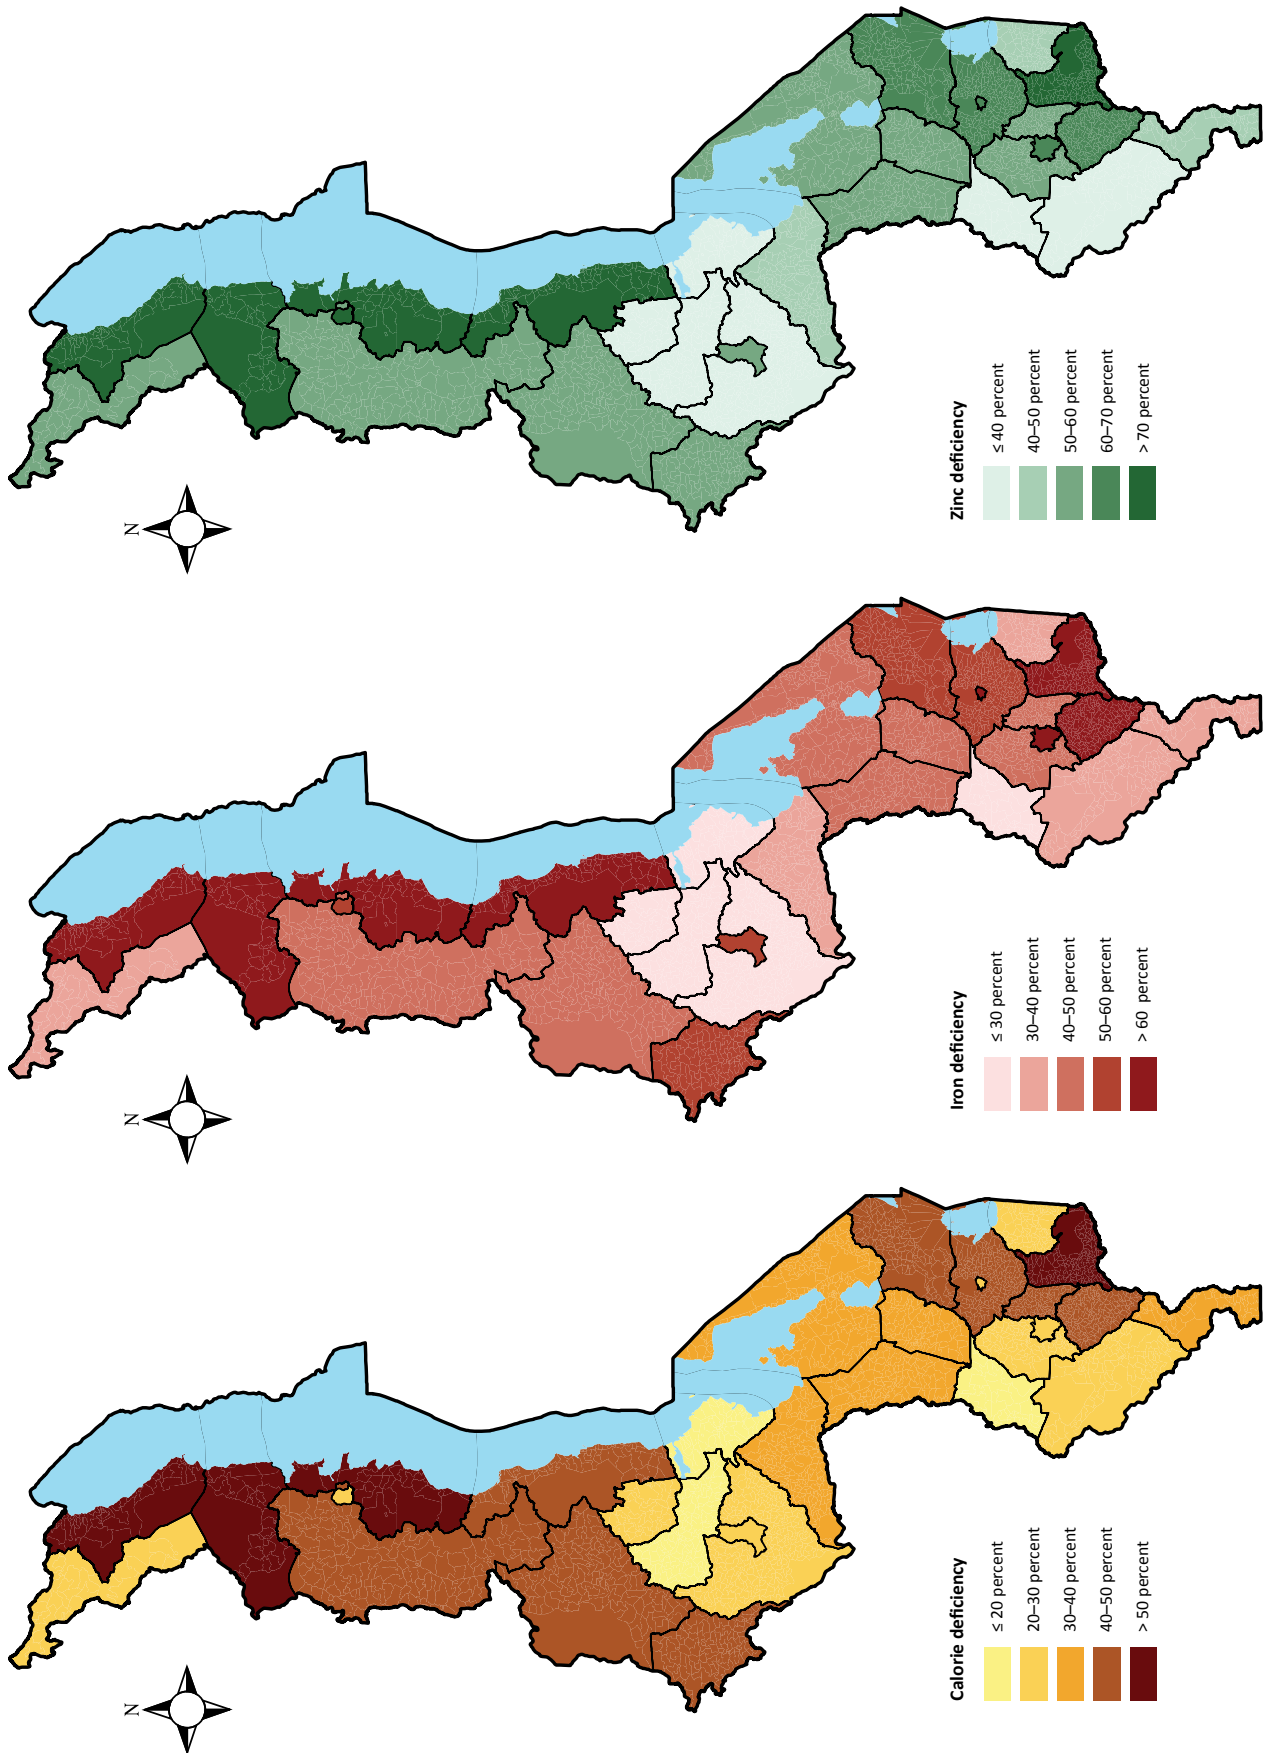 N
Calorie deficiency
≤ 20 percent
20–30 percent
30–40 percent
40–50 percent
> 50 percent
N
Iron deficiency
≤ 30 percent
30–40 percent
40–50 percent
50-60 percent
> 60 percent
N
Zinc deficiency
≤ 40 percent
40–50 percent
50–60 percent
60–70 percent
> 70 percent